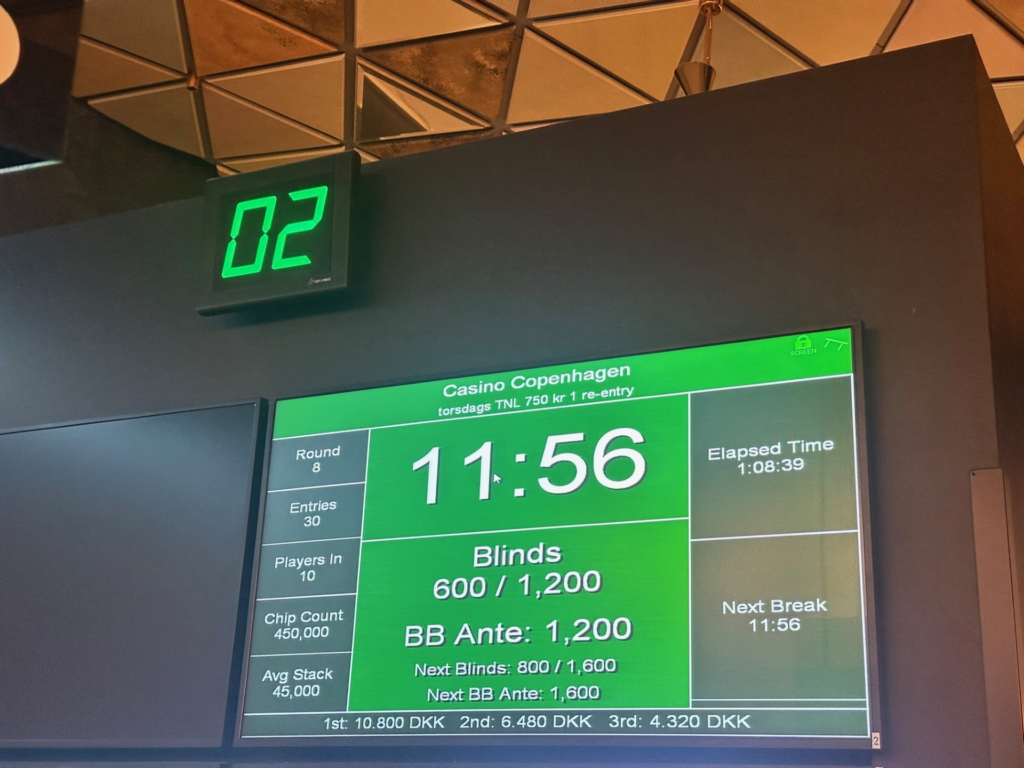 02
SCREEN
Casino Copenhagen
torsdags TNL 750 kr 1 re-entry
Round
8
Entries
30
Players In
10
Chip Count
450,000
Avg Stack
45,000
11:56
Blinds
600 / 1,200
BB Ante: 1,200
Next Blinds: 800 / 1,600
Next BB Ante: 1,600
Elapsed Time
1:08:39
Next Break
11:56
1st: 10.800 DKK 2nd: 6.480 DKK 3rd: 4.320 DKK
2